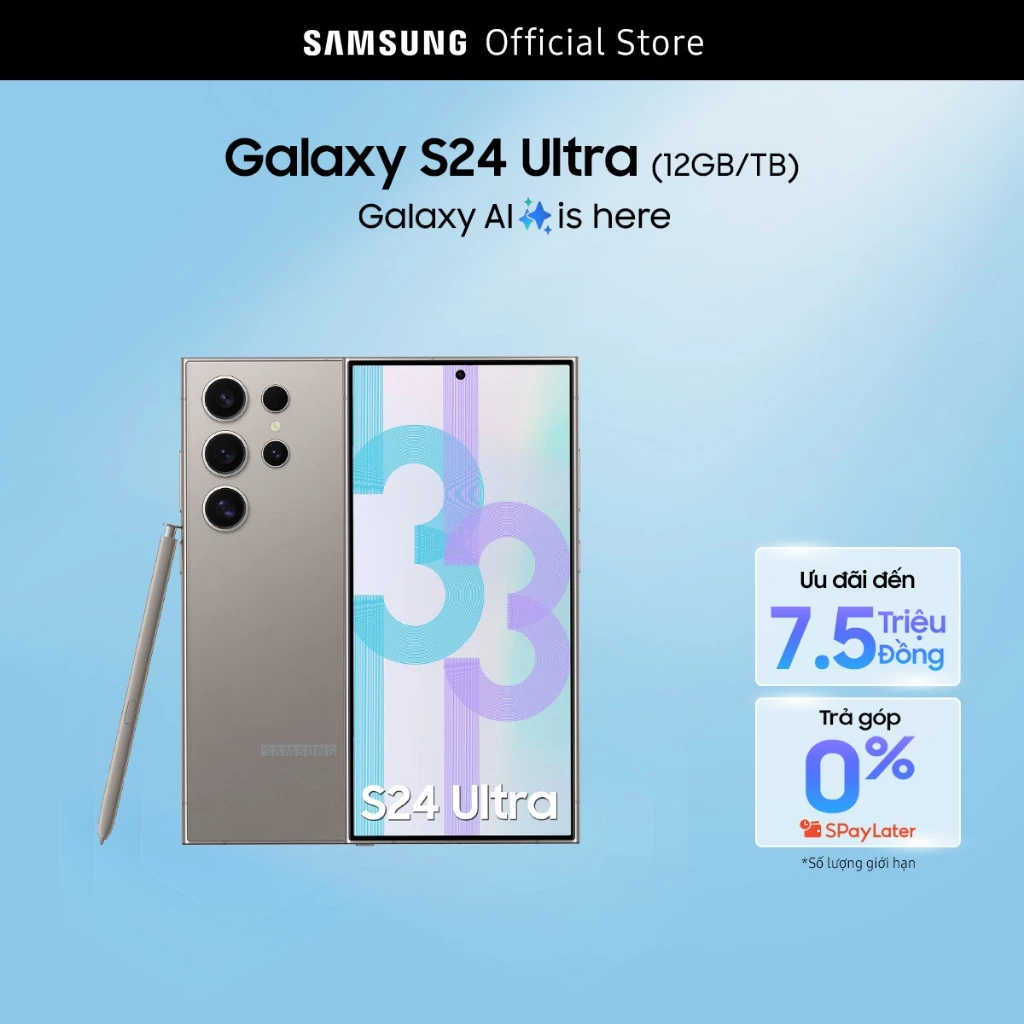 SAMSUNG Official Store
Galaxy S24 Ultra (12GB/TB)
Galaxy AI is here
33
SAMSUNG
S24 Ultra
Ưu đãi đến
7.5 Triệu
Đồng
Trả góp
0%
SPayLater
*Số lượng giới hạn